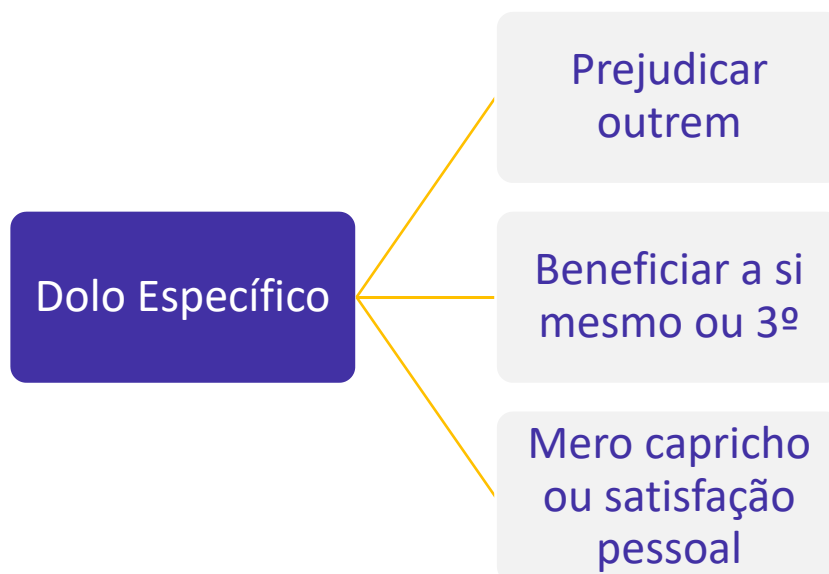 Prejudicar
outrem
Dolo Específico
Beneficiar a si
mesmo ou 3º
Mero capricho
ou satisfação
pessoal